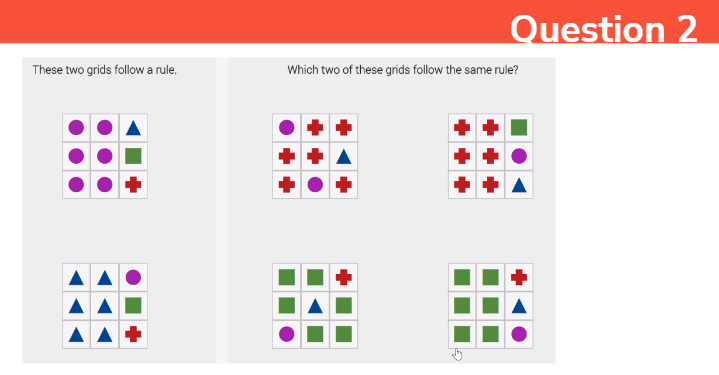 Question 2
These two grids follow a rule.
Which two of these grids follow the same rule?